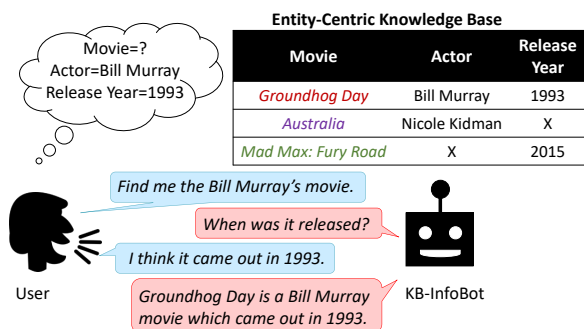 Entity-Centric Knowledge Base
Movie=?
Actor=Bill Murray
Release Year=1993
Movie Actor Release Year
Groundhog Day Bill Murray 1993
Australia Nicole Kidman X
Mad Max: Fury Road X 2015
Find me the Bill Murray's movie.
When was it released?
I think it came out in 1993.
Groundhog Day is a Bill Murray
movie which came out in 1993.
User
KB-InfoBot